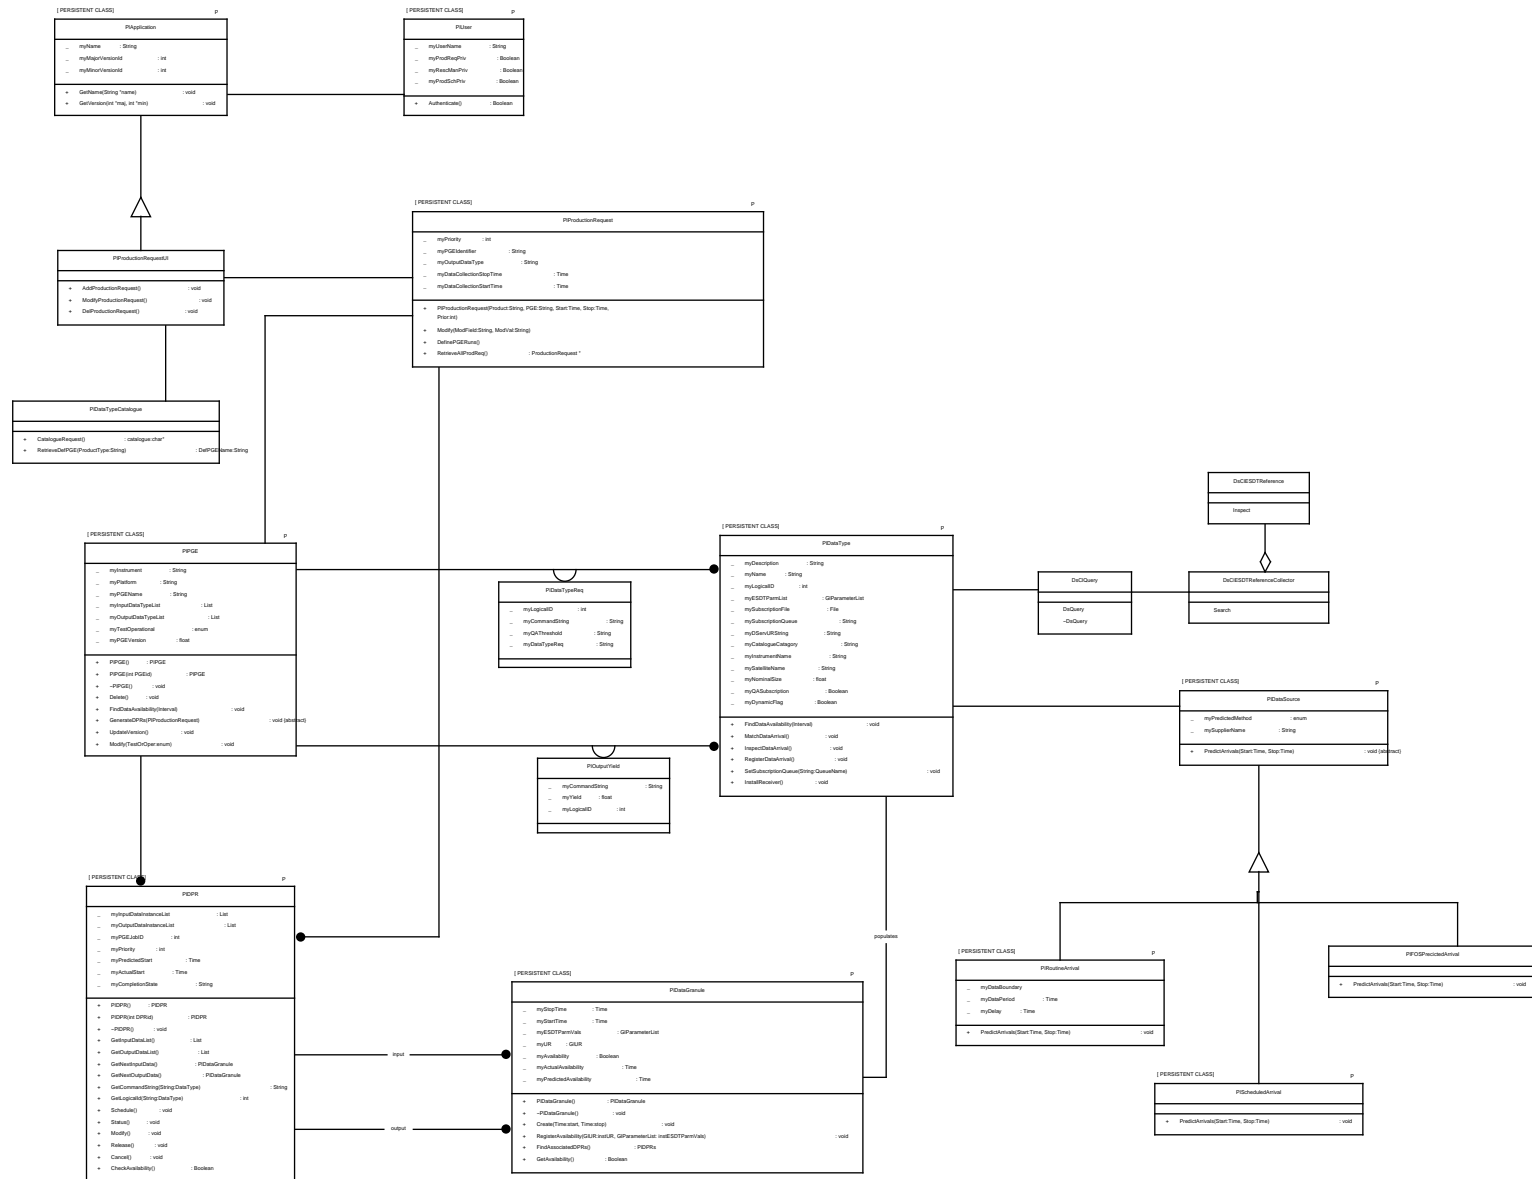 [ PERSISTENT CLASS] P
PlApplication
_ myName : String
_ myMajorVersionId : int
_ myMinorVersionId : int
+ GetName(String *name) : void
+ GetVersion(int *maj, int *min) : void
[ PERSISTENT CLASS] P
PlUser
_ myUserName : String
_ myProdReqPriv : Boolean
_ myRescManPriv : Boolean
_ myProdSchPriv : Boolean
+ Authenticate() : Boolean
PlProductionRequestUI
+ AddProductionRequest() : void
+ ModifyProductionRequest() : void
+ DelProductionRequest() : void
[ PERSISTENT CLASS] P
PlProductionRequest
_ myPriority : int
_ myPGEIdentifier : String
_ myOutputDataType : String
_ myDataCollectionStopTime : Time
_ myDataCollectionStartTime : Time
+ PlProductionRequest(Product:String, PGE:String, Start:Time, Stop:Time,
Prior:int)
+ Modify(ModField:String, ModVal:String)
+ DefinePGERuns()
+ RetrieveAllProdReq() : ProductionRequest *
PlDataTypeCatalogue
+ CatalogueRequest() : catalogue:char*
+ RetrieveDefPGE(ProductType:String) : DefPGEName:String
[ PERSISTENT CLASS] P
PlPGE
_ myInstrument : String
_ myPlatform : String
_ myPGEName : String
_ myInputDataTypeList : List
_ myOutputDataTypeList : List
_ myTestOperational : enum
_ myPGEVersion : float
+ PlPGE() : PlPGE
+ PlPGE(int PGEid) : PlPGE
+ ~PlPGE() : void
+ Delete() : void
+ FindDataAvailability(Interval) : void
+ GenerateDPRs(PlProductionRequest) : void (abstract)
+ UpdateVersion() : void
+ Modify(TestOrOper:enum) : void
PlDataTypeReq
_ myLogicalID : int
_ myCommandString : String
_ myQAThreshold : String
_ myDataTypeReq : String
PlOutputYield
_ myCommandString : String
_ myYield : float
_ myLogicalID : int
[ PERSISTENT CLASS] P
PlDataType
_ myDescription : String
_ myName : String
_ myLogicalID : int
_ myESDTParmList : GlParameterList
_ mySubscriptionFile : File
_ mySubscriptionQueue : String
_ myDServURString : String
_ myCatalogueCatagory : String
_ myInstrumentName : String
_ mySatelliteName : String
_ myNominalSize : float
_ myQASubscription : Boolean
_ myDynamicFlag : Boolean
+ FindDataAvailability(Interval) : void
+ MatchDataArrival() : void
+ InspectDataArrival() : void
+ RegisterDataArrival() : void
+ SetSubscriptionQueue(String:QueueName) : void
+ InstallReceiver() : void
DsClESDTReference
Inspect
DsClQuery
DsQuery
~DsQuery
DsClESDTReferenceCollector
Search
[ PERSISTENT CLASS] P
PlDataSource
_ myPredictedMethod : enum
_ mySupplierName : String
+ PredictArrivals(Start:Time, Stop:Time) : void (abstract)
[ PERSISTENT CLASS] P
PlDPR
_ myInputDataInstanceList : List
_ myOutputDataInstanceList : List
_ myPGEJobID : int
_ myPriority : int
_ myPredictedStart : Time
_ myActualStart : Time
_ myCompletionState : String
+ PlDPR() : PlDPR
+ PlDPR(int DPRid) : PlDPR
+ ~PlDPR() : void
+ GetInputDataList() : List
+ GetOutputDataList() : List
+ GetNextInputData() : PlDataGranule
+ GetNextOutputData() : PlDataGranule
+ GetCommandString(String:DataType) : String
+ GetLogicalId(String:DataType) : int
+ Schedule() : void
+ Status() : void
+ Modify() : void
+ Release() : void
+ Cancel() : void
+ CheckAvailability() : Boolean
input
output
populates
[ PERSISTENT CLASS] P
PlDataGranule
_ myStopTime : Time
_ myStartTime : Time
_ myESDTParmVals : GlParameterList
_ myUR : GlUR
_ myAvailability : Boolean
_ myActualAvailability : Time
_ myPredictedAvailability : Time
+ PlDataGranule() : PlDataGranule
+ ~PlDataGranule() : void
+ Create(Time:start, Time:stop) : void
+ RegisterAvailability(GlUR:instUR, GlParameterList: instESDTParmVals) : void
+ FindAssociatedDPRs() : PlDPRs
+ GetAvailability() : Boolean
[ PERSISTENT CLASS] P
PlRoutineArrival
_ myDataBoundary
_ myDataPeriod : Time
_ myDelay : Time
+ PredictArrivals(Start:Time, Stop:Time) : void
PlFOSPrecictedArrival
+ PredictArrivals(Start:Time, Stop:Time) : void
[ PERSISTENT CLASS] P
PlScheduledArrival
+ PredictArrivals(Start:Time, Stop:Time) : void